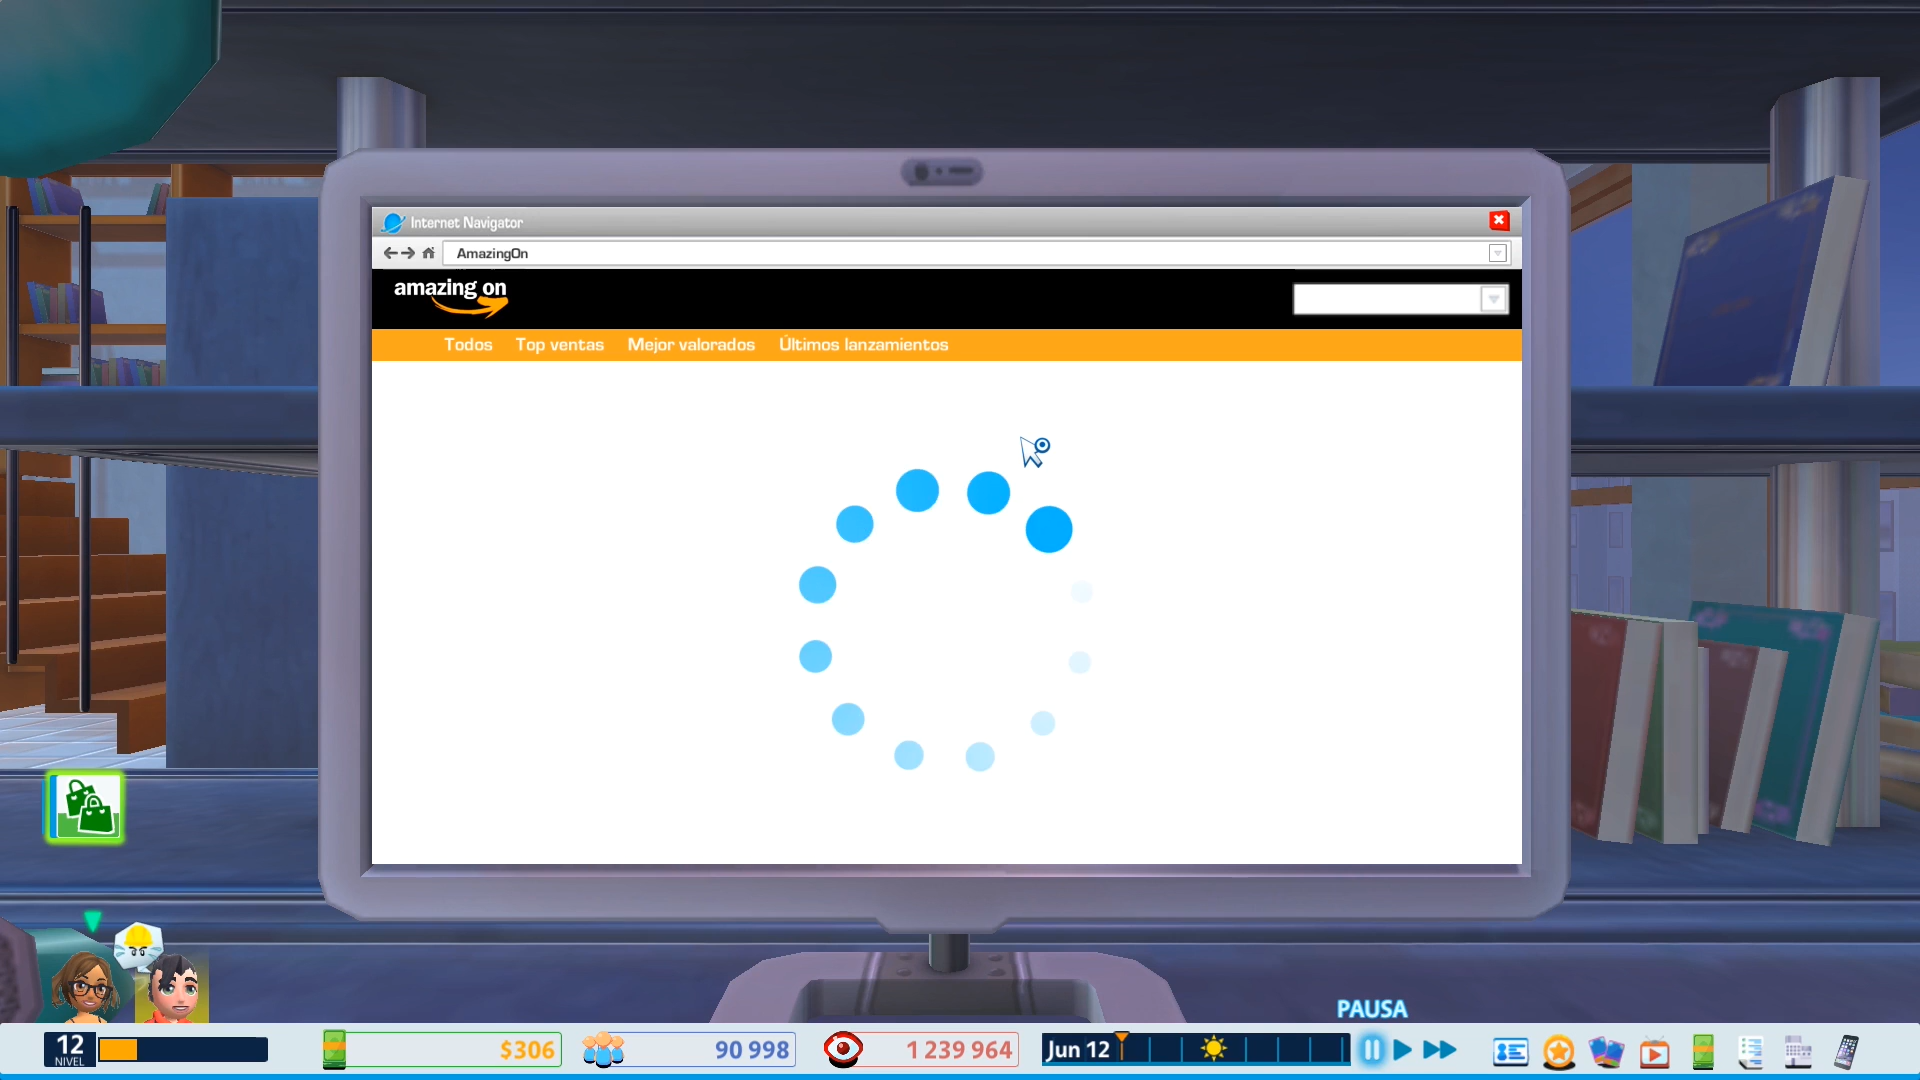 Internet Navigator
AmazingOn
amazing on
Todos Top ventas Mejor valorados Últimos lanzamientos
PAUSA
12
NIVEL
$306
90 998
1 239 964
Jun 12